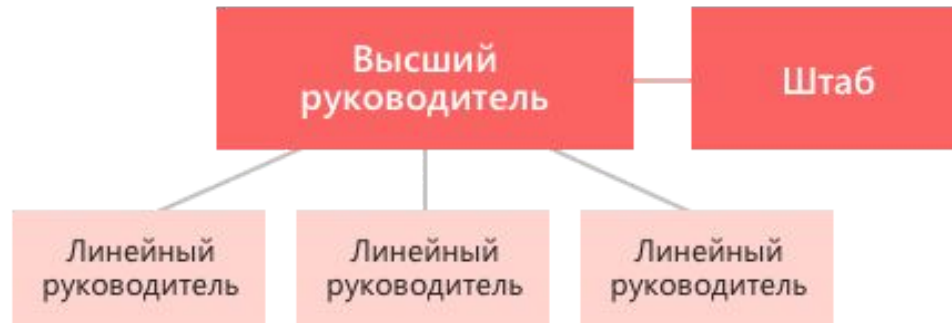 Высший
руководитель
Штаб
Линейный
руководитель
Линейный
руководитель
Линейный
руководитель